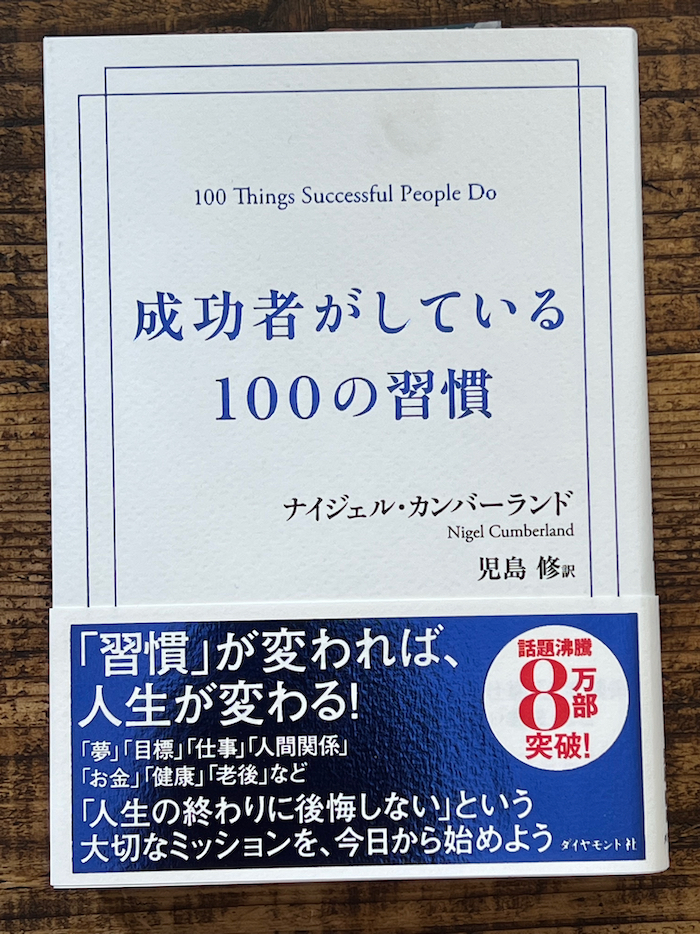 100 Things Successful People Do
成功者がしている
100の習慣
ナイジェル・カンバーランド
Nigel Cumberland
児島 修訳
「習慣」が変われば、
人生が変わる!
「夢」「目標」「仕事」「人間関係」
「お金」「健康」「老後」など
「人生の終わりに後悔しない」という
大切なミッションを、今日から始めよう
話題沸騰
8万部
突破!
ダイヤモンド社